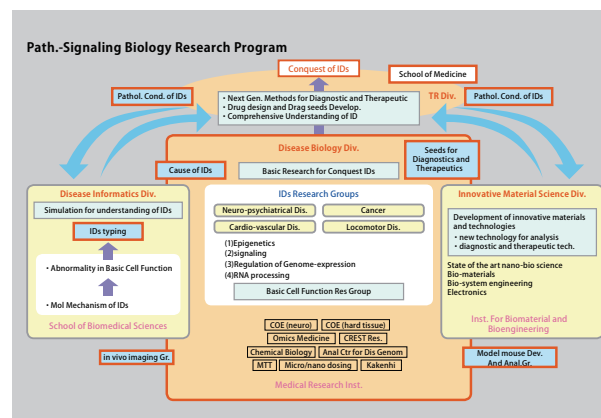 Path.-Signaling Biology Research Program
Conquest of IDs
School of Medicine
Pathol. Cond. of IDs
TR Div.
Pathol. Cond. of IDs
• Next Gen. Methods for Diagnostic and Therapeutic
• Drug design and Drag seeds Develop.
• Comprehensive Understanding of ID
Disease Biology Div.
Cause of IDs
Basic Research for Conquest IDs
Seeds for
Diagnostics and
Therapeutics
Disease Informatics Div.
Simulation for understanding of IDs
IDs typing
• Abnormality in Basic Cell Function
• Mol Mechanism of IDs
School of Biomedical Sciences
in vivo imaging Gr.
IDs Research Groups
Neuro-psychiatrical Dis.
Cancer
Cardio-vascular Dis.
Locomotor Dis.
(1)Epigenetics
(2)signaling
(3)Regulation of Genome-expression
(4)RNA processing
Basic Cell Function Res Group
COE (neuro)
COE (hard tissue)
Omics Medicine
CREST Res.
Chemical Biology
Anal Ctr for Dis Genom
MTT
Micro/nano dosing
Kakenhi
Medical Research Inst.
Innovative Material Science Div.
Development of innovative materials
and technologies
• new technology for analysis
• diagnostic and therapeutic tech.
State of the art nano-bio science
Bio-materials
Bio-system engineering
Electronics
Inst. For Biomaterial and
Bioengineering
Model mouse Dev.
And Anal.Gr.